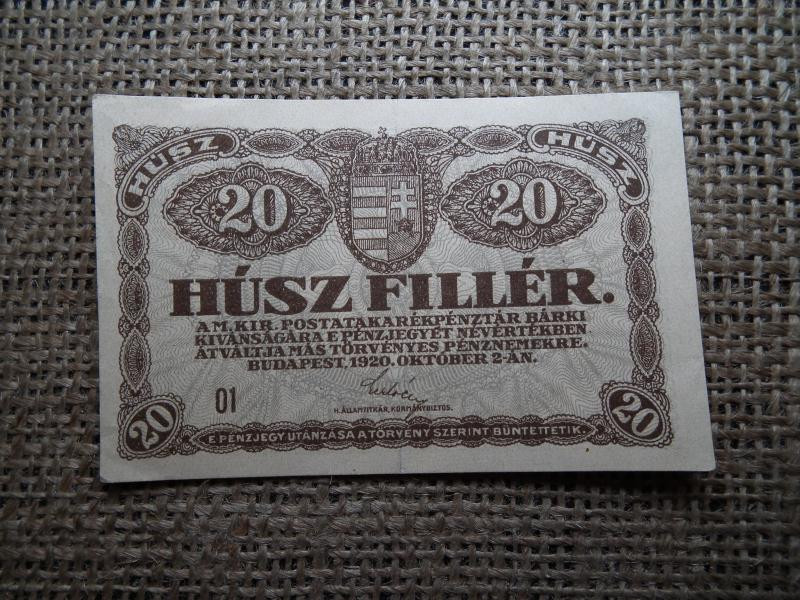 HÚSZ HÚSZ
20 20
HÚSZ FILLÉR.
A M. KIR. POSTATAKARÉKPÉNZTÁR BÁRKI
KIVÁNSÁGÁRA E PÉNZJEGYÉT NÉVÉRTÉKBEN
ÁTVÁLTJA MÁS TÖRVÉNYES PÉNZNEMEKRE.
BUDAPEST, 1920. OKTÓBER 2-ÁN.
01
H. ÁLLAMTITKÁR, KORMÁNYBIZTOS.
20 20
E PÉNZJEGY UTÁNZÁSA A TÖRVÉNY SZERINT BÜNTETTETIK.